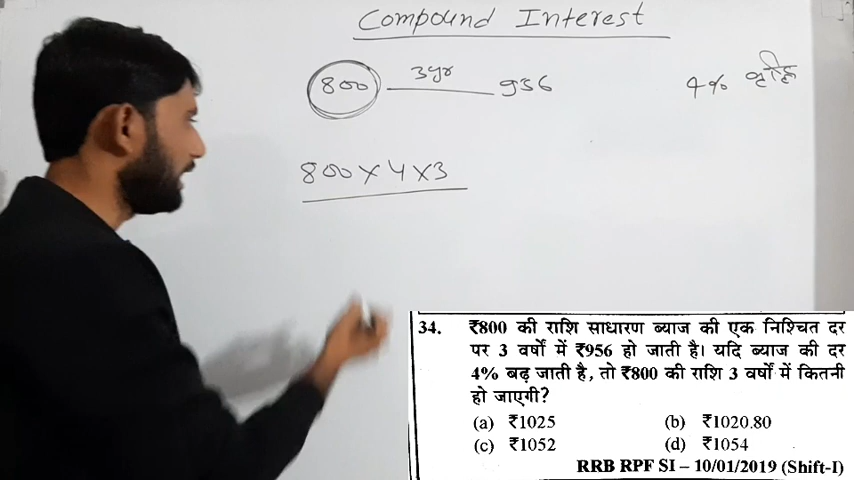 Compound Interest
800 3yr 956 4% वृद्धि
800 × 4 × 3
34. ₹800 की राशि साधारण ब्याज की एक निश्चित दर
पर 3 वर्षों में ₹956 हो जाती है। यदि ब्याज की दर
4% बढ़ जाती है, तो ₹800 की राशि 3 वर्षों में कितनी
हो जाएगी?
(a) ₹1025 (b) ₹1020.80
(c) ₹1052 (d) ₹1054
RRB RPF SI – 10/01/2019 (Shift-I)